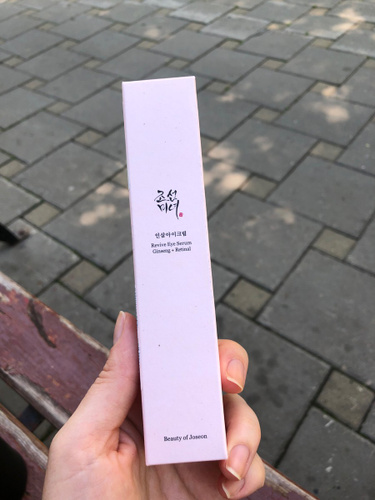 조선
미녀
인삼아이크림
Revive Eye Serum
Ginseng + Retinal
Beauty of Joseon